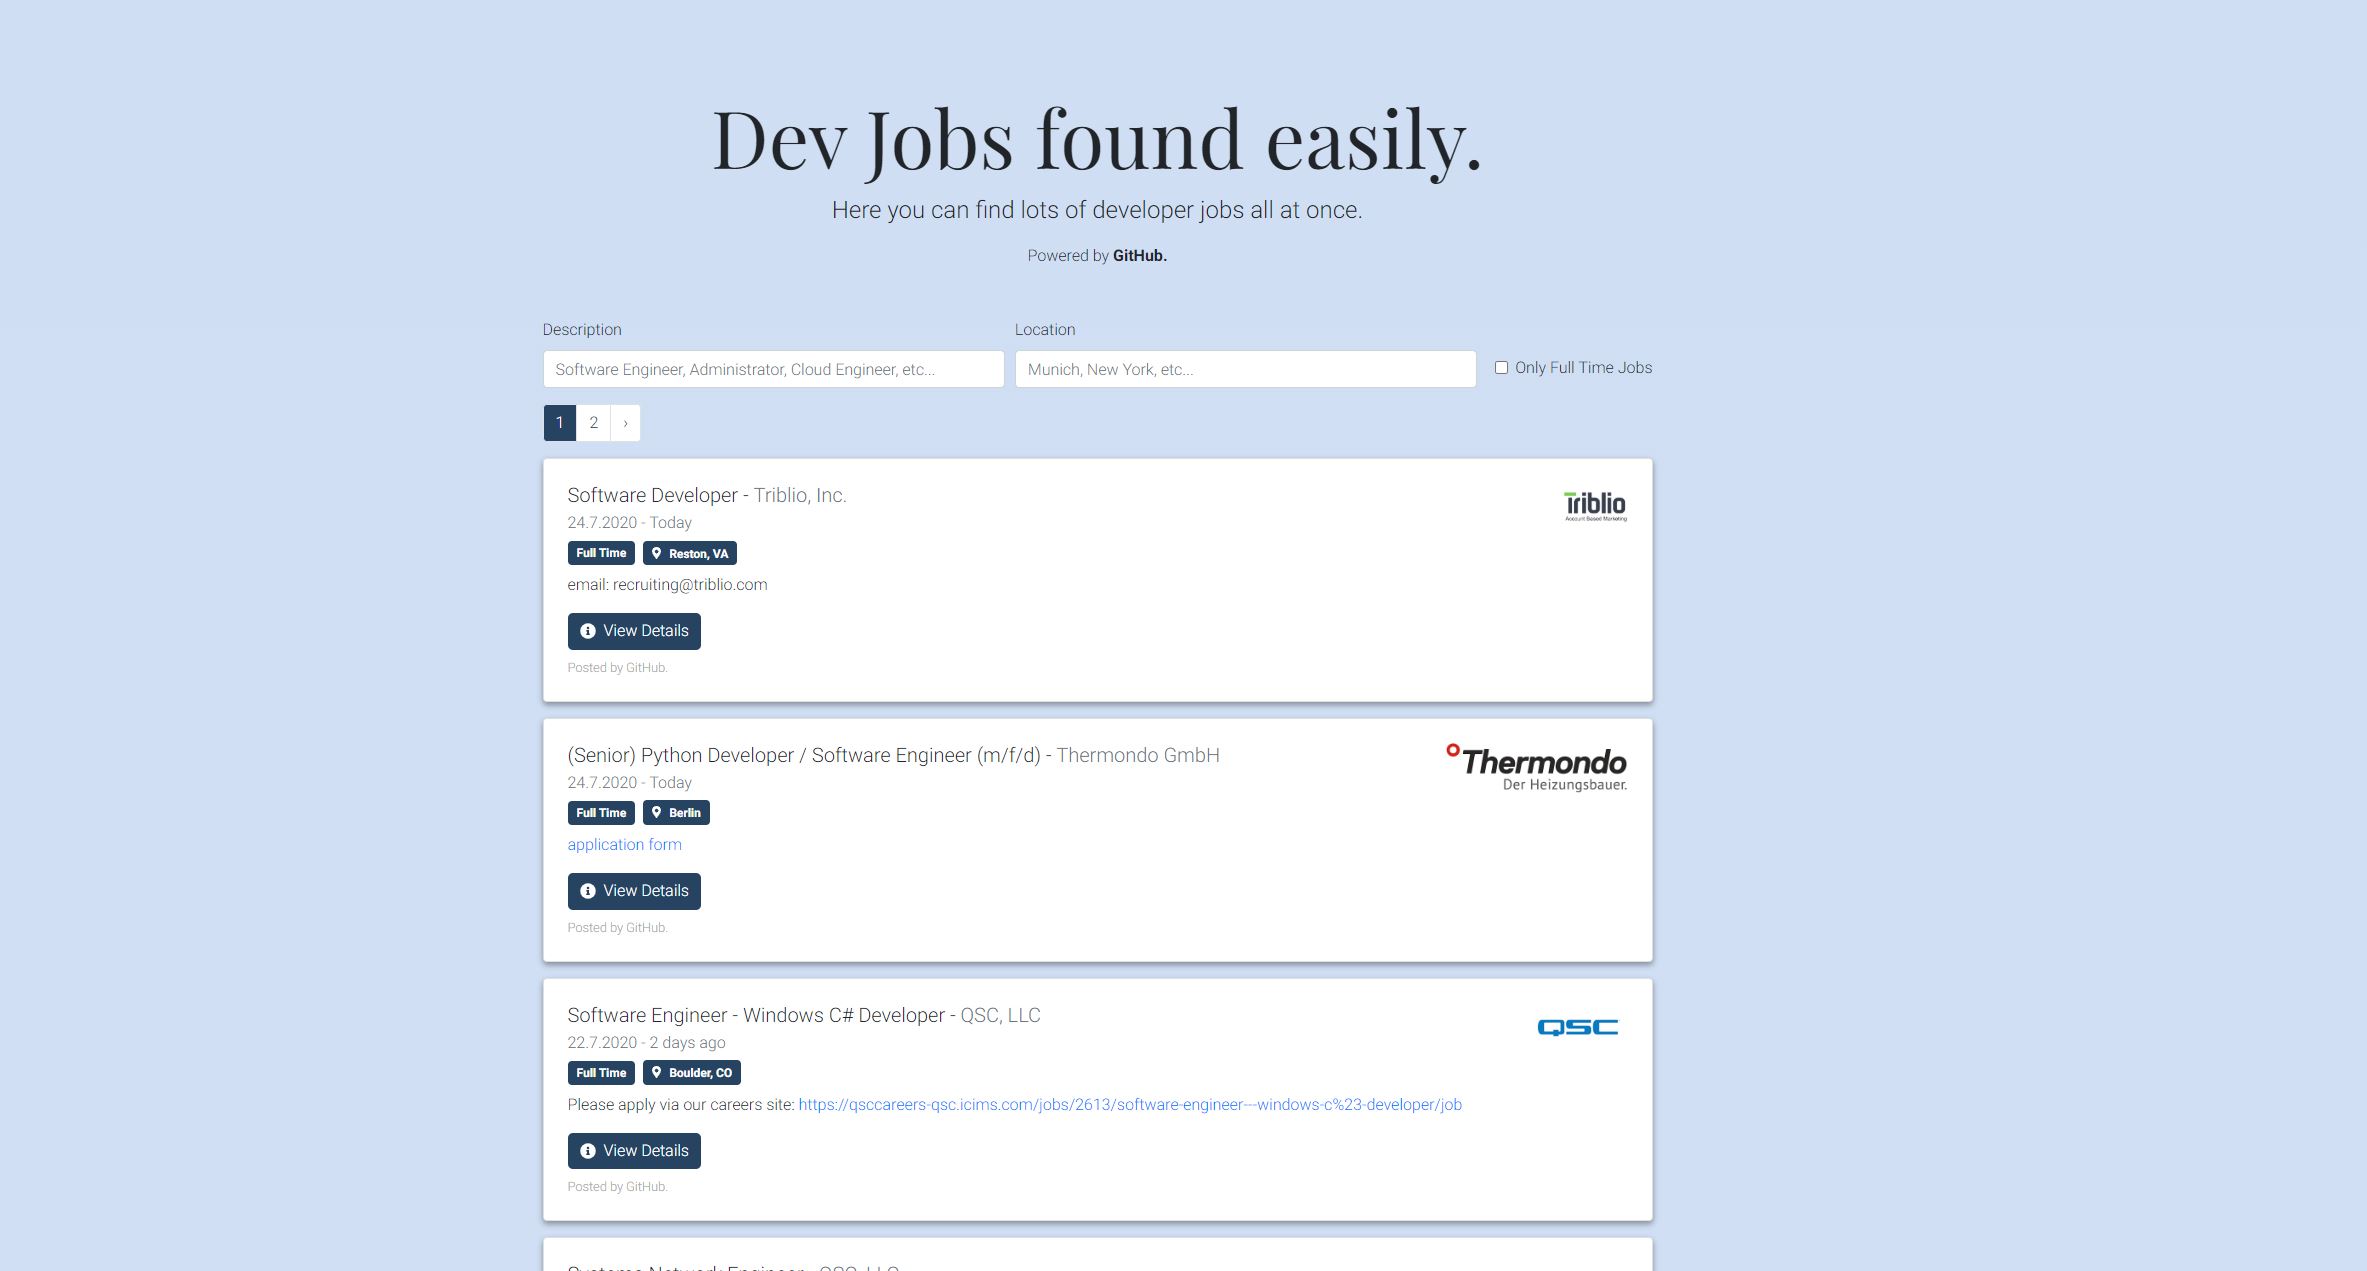 Dev Jobs found easily.
Here you can find lots of developer jobs all at once.
Powered by GitHub.
Description
Location
Software Engineer, Administrator, Cloud Engineer, etc...
Munich, New York, etc...
Only Full Time Jobs
1 2 ›
Software Developer - Triblio, Inc.
Triblio
Account Based Marketing
24.7.2020 - Today
Full Time Reston, VA
email: recruiting@triblio.com
View Details
Posted by GitHub.
(Senior) Python Developer / Software Engineer (m/f/d) - Thermondo GmbH
Thermondo
Der Heizungsbauer.
24.7.2020 - Today
Full Time Berlin
application form
View Details
Posted by GitHub.
Software Engineer - Windows C# Developer - QSC, LLC
QSC
22.7.2020 - 2 days ago
Full Time Boulder, CO
Please apply via our careers site: https://qsccareers-qsc.icims.com/jobs/2613/software-engineer---windows-c%23-developer/job
View Details
Posted by GitHub.
Systems Network Engineer - QSC, LLC